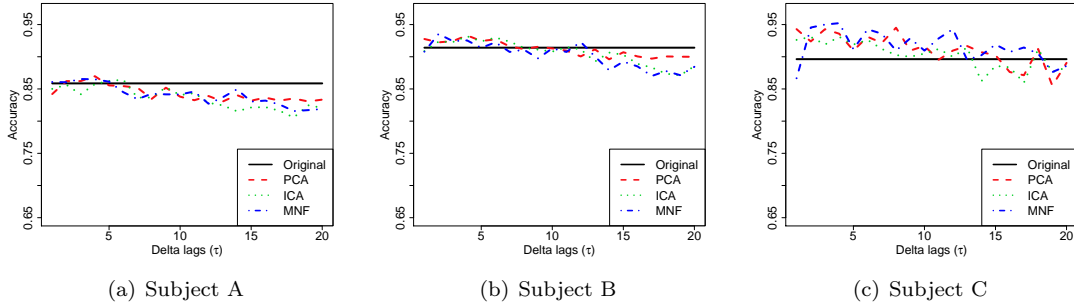 0.95
0.85
0.75
0.65
Accuracy
Original
PCA
ICA
MNF
5
10
15
20
Delta lags (τ)
(a) Subject A
0.95
0.85
0.75
0.65
Accuracy
Original
PCA
ICA
MNF
5
10
15
20
Delta lags (τ)
(b) Subject B
0.95
0.85
0.75
0.65
Accuracy
Original
PCA
ICA
MNF
5
10
15
20
Delta lags (τ)
(c) Subject C